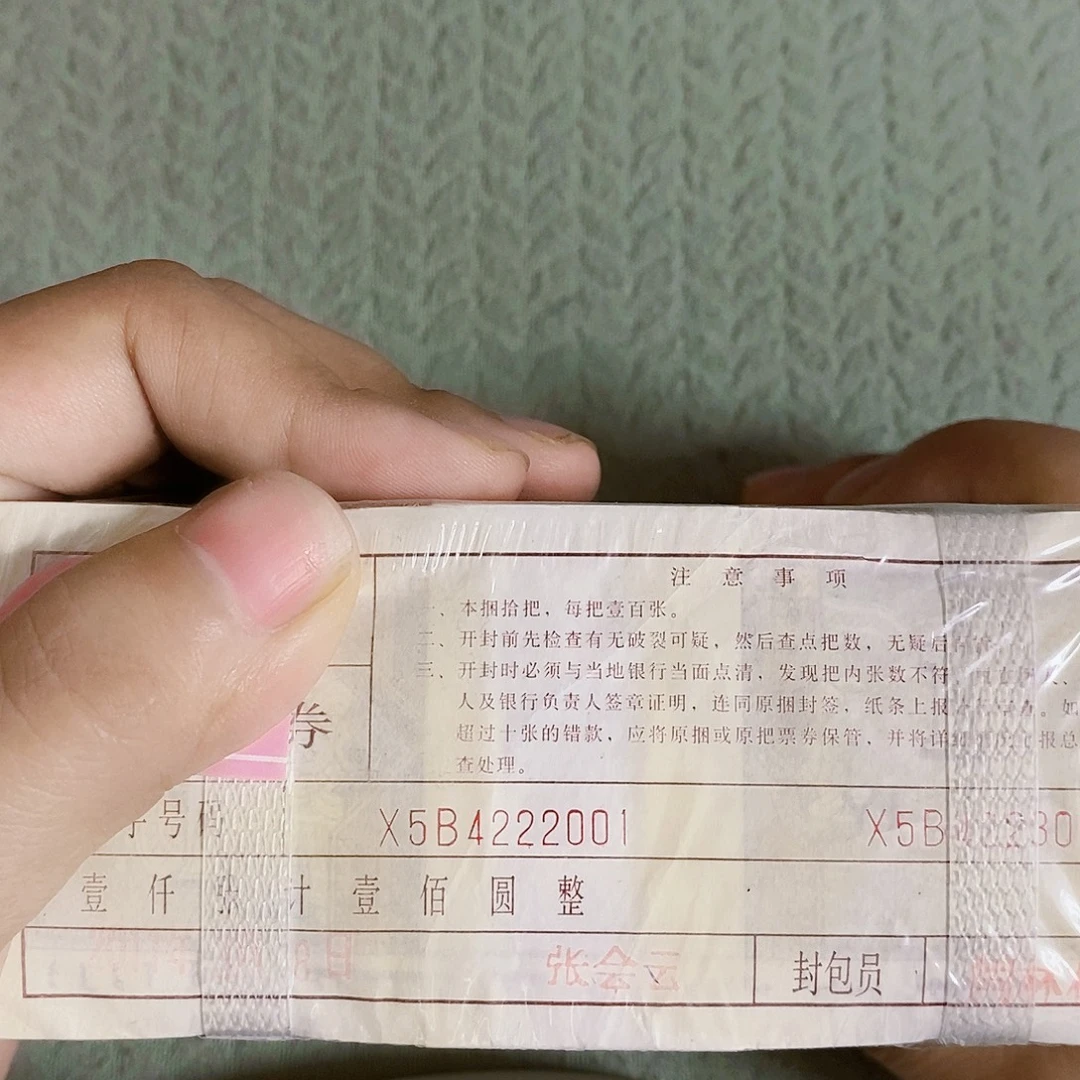 注意事项
一、本捆拾把，每把壹百张。
二、开封前先检查有无破裂可疑，然后查点把数，无疑后
三、开封时必须与当地银行当面点清，发现把内张数不符，
人及银行负责人签章证明，连同原捆封签，纸条上报 如
超过十张的错款，应将原捆或原把票券保管，并将详 报总
查处理。
券
字号码 X5B4222001 X5B
壹仟张计壹佰圆整
日 张会云 封包员